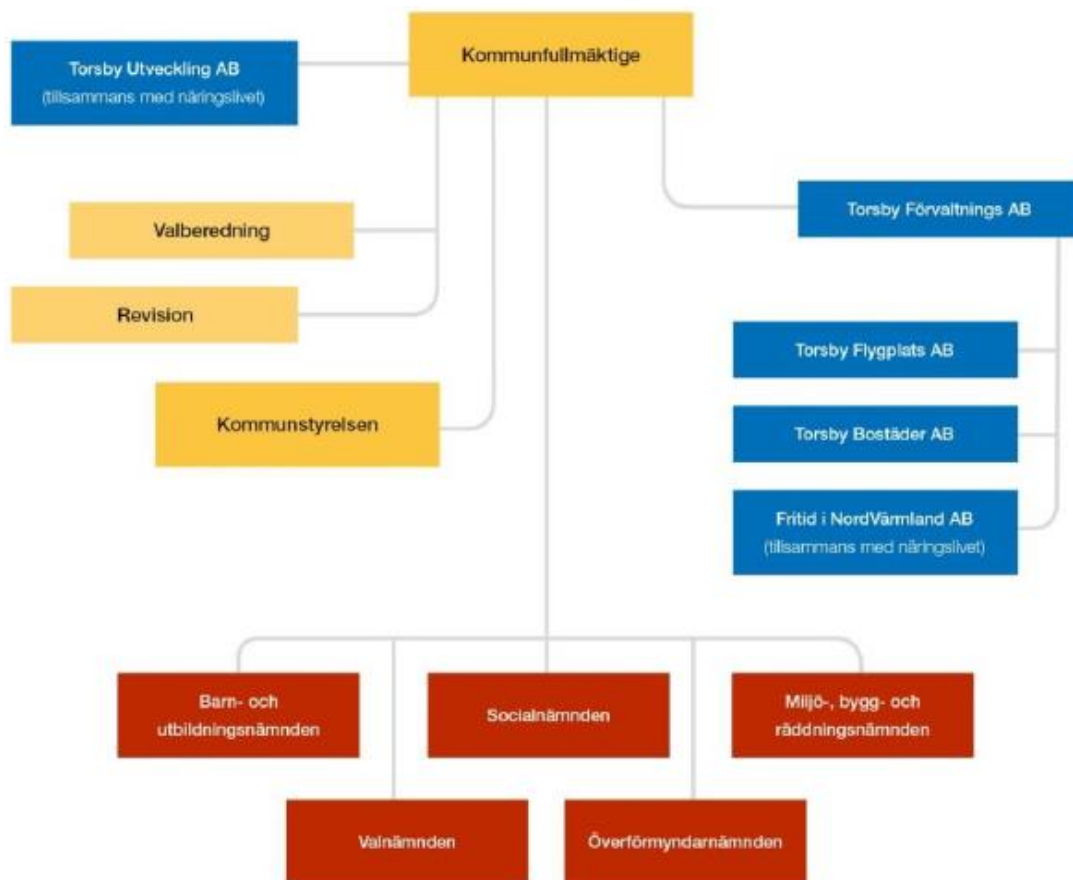 Kommunfullmäktige
Torsby Utveckling AB
(tillsammans med näringslivet)
Torsby Förvaltnings AB
Valberedning
Revision
Torsby Flygplats AB
Kommunstyrelsen
Torsby Bostäder AB
Fritid i NordVärmland AB
(tillsammans med näringslivet)
Barn- och
utbildningsnämnden
Socialnämnden
Miljö-, bygg- och
räddningsnämnden
Valnämnden
Överförmyndarnämnden